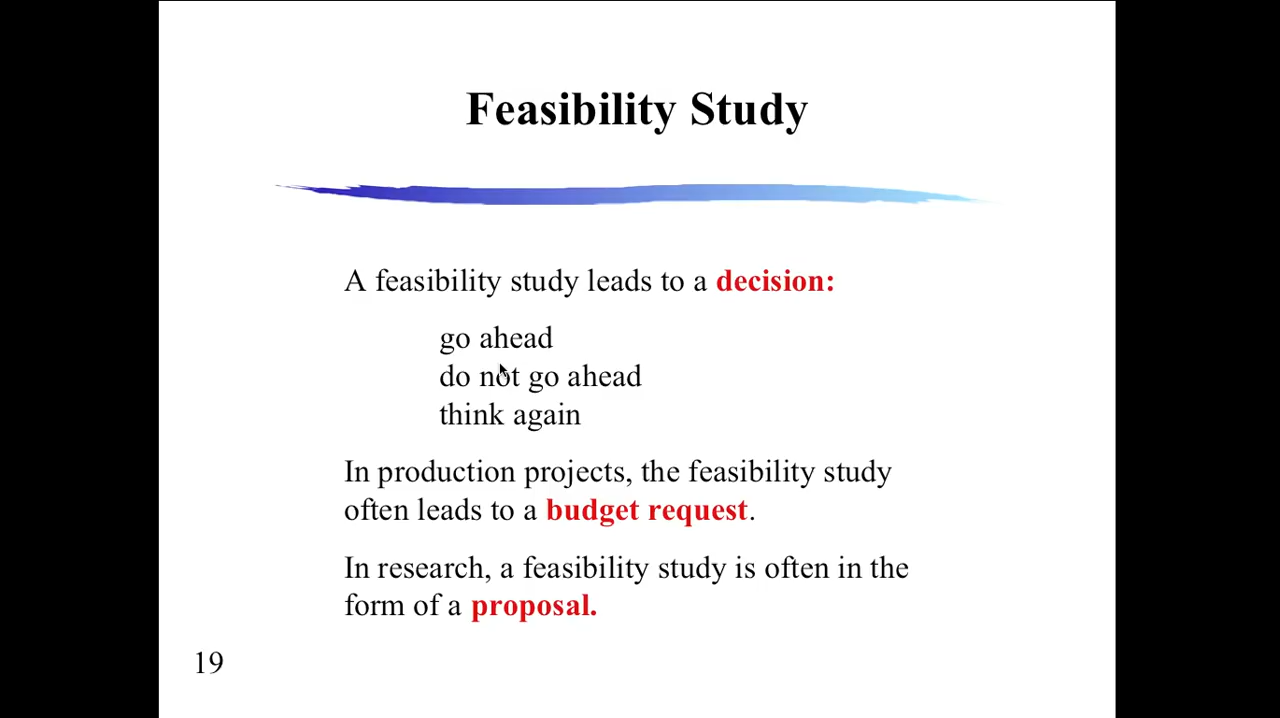 Feasibility Study
A feasibility study leads to a decision:
go ahead
do not go ahead
think again
In production projects, the feasibility study
often leads to a budget request.
In research, a feasibility study is often in the
form of a proposal.
19